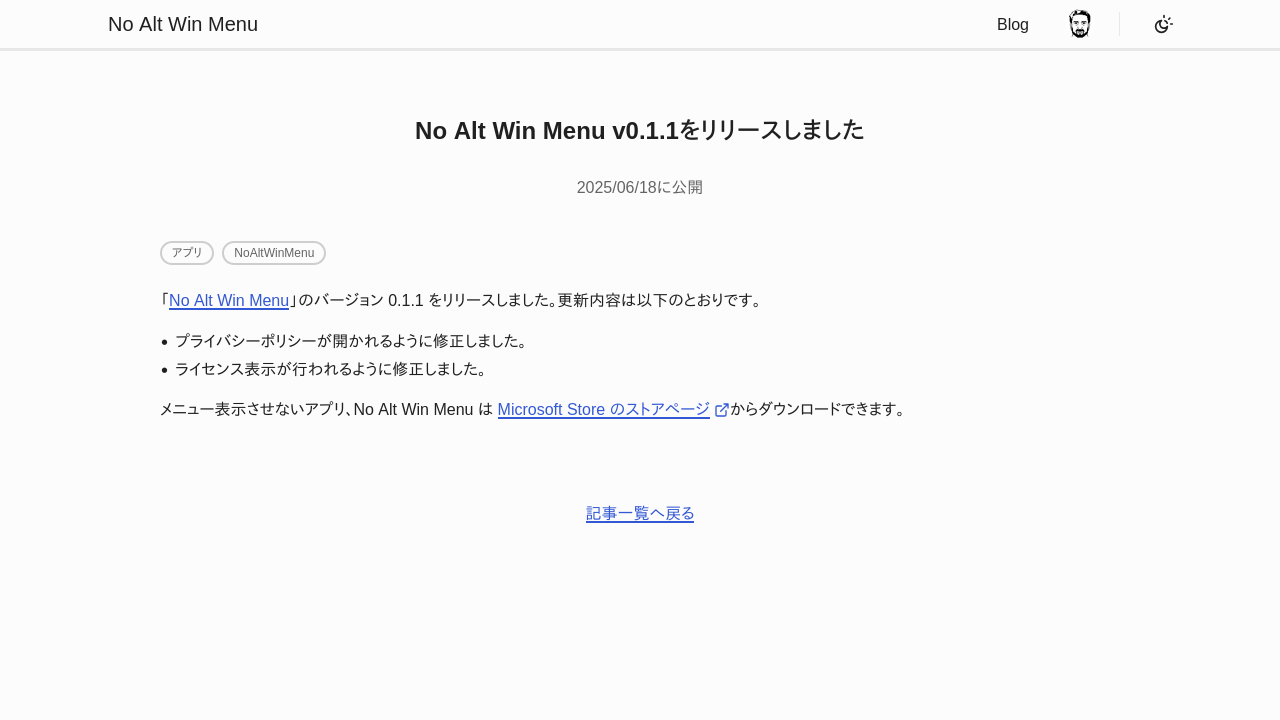 No Alt Win Menu
Blog
No Alt Win Menu v0.1.1をリリースしました
2025/06/18に公開
アプリ
NoAltWinMenu
「No Alt Win Menu」のバージョン 0.1.1 をリリースしました。更新内容は以下のとおりです。
• プライバシーポリシーが開かれるように修正しました。
• ライセンス表示が行われるように修正しました。
メニュー表示させないアプリ、No Alt Win Menu は Microsoft Store のストアページからダウンロードできます。
記事一覧へ戻る